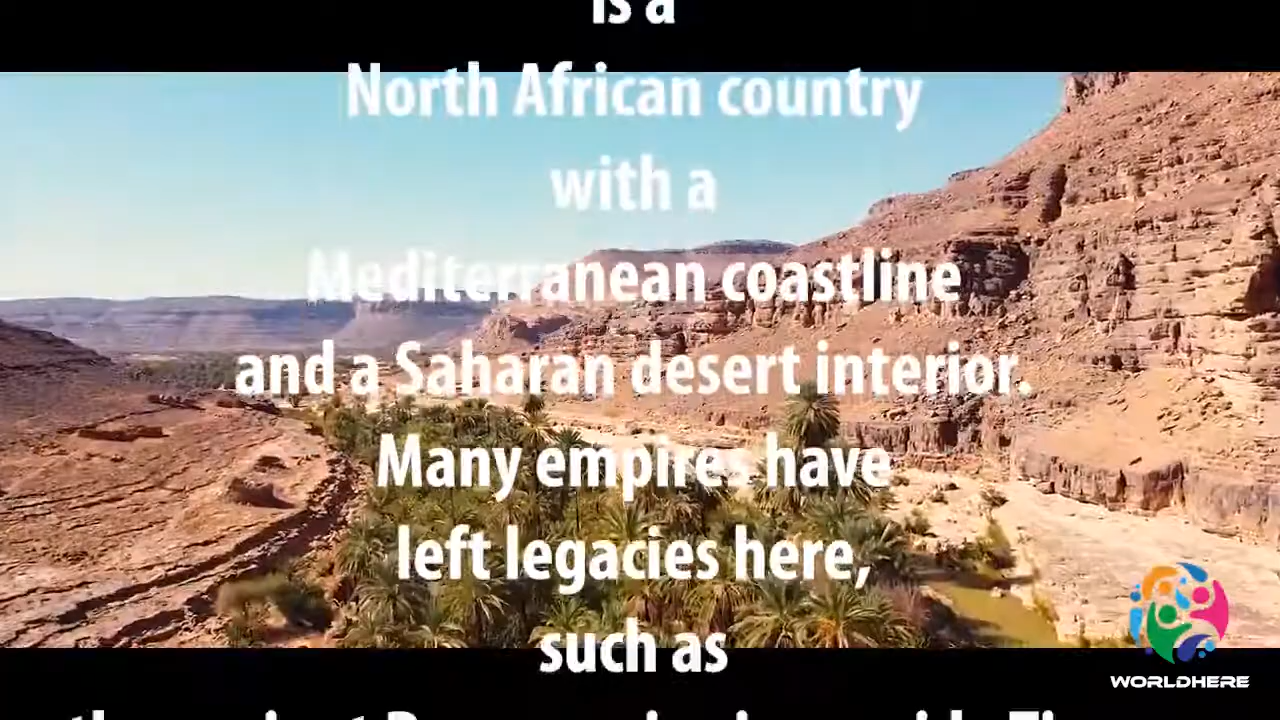 is a
North African country
with a
Mediterranean coastline
and a Saharan desert interior.
Many empires have
left legacies here,
such as
WORLDHERE